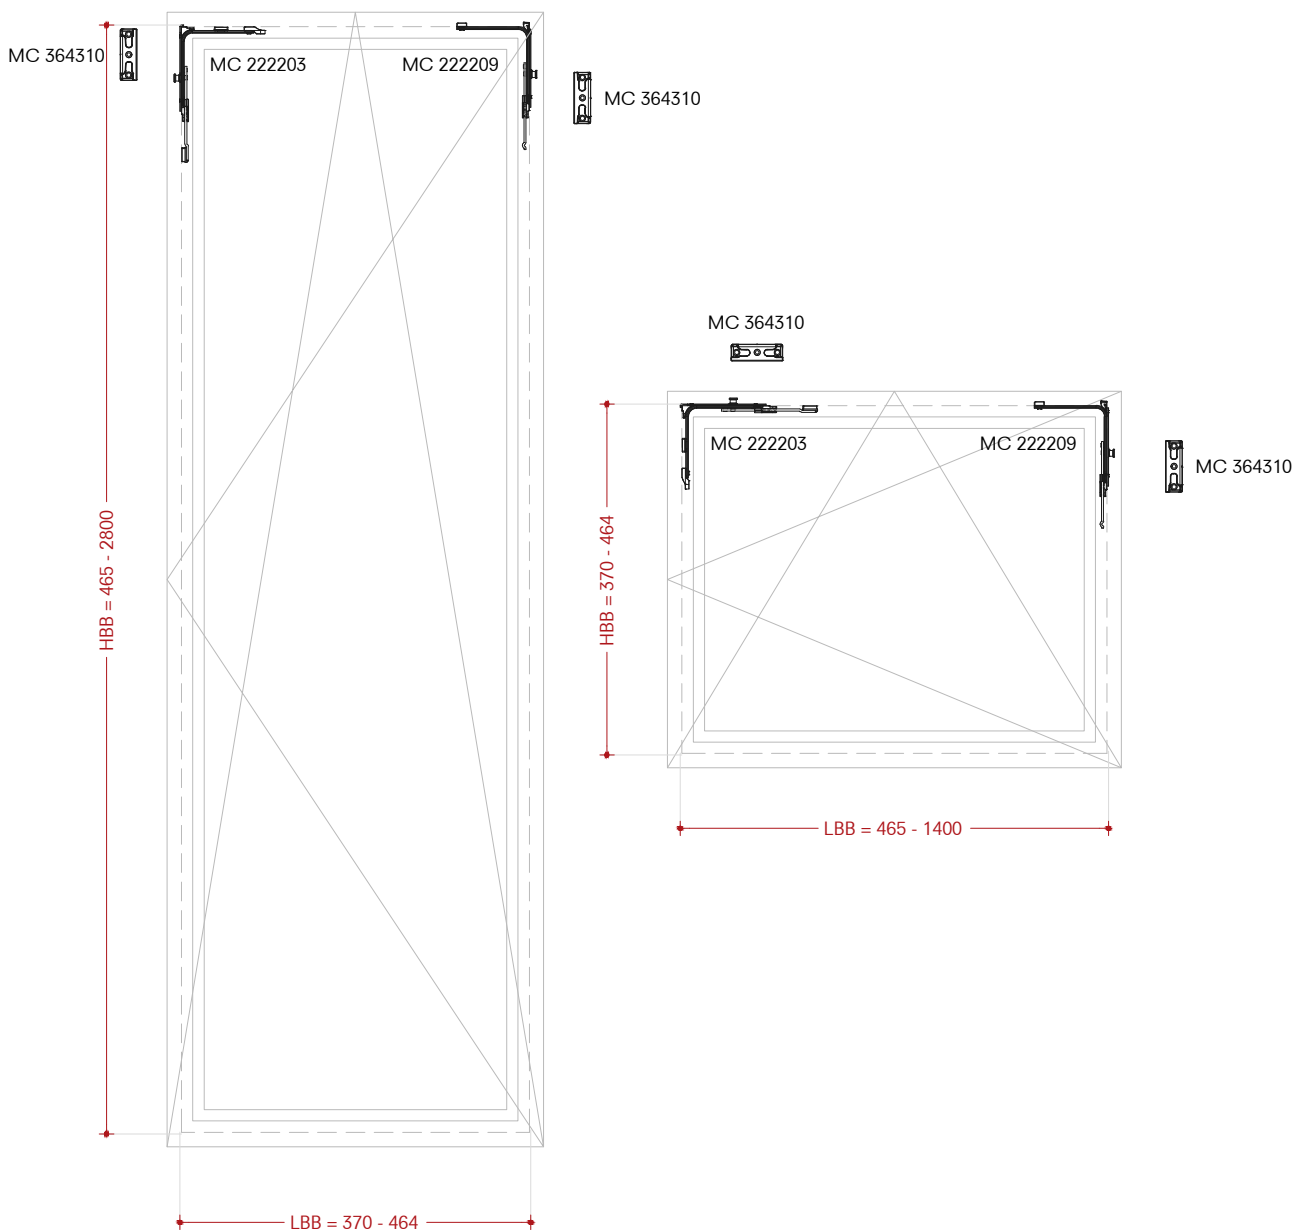 MC 364310
MC 222203
MC 222209
MC 364310
HBB = 465 - 2800
LBB = 370 - 464
MC 364310
MC 222203
MC 222209
MC 364310
HBB = 370 - 464
LBB = 465 - 1400